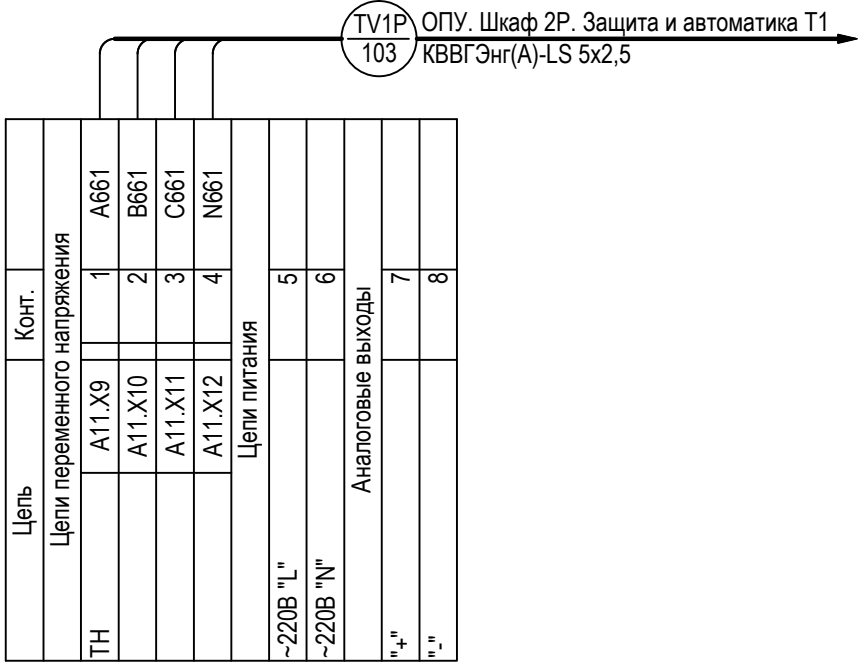 TV1P
103
ОПУ. Шкаф 2Р. Защита и автоматика Т1
КВВГЭнг(А)-LS 5х2,5
Цепь Конт.
Цепи переменного напряжения
ТН A11.X9 1 A661
A11.X10 2 B661
A11.X11 3 C661
A11.X12 4 N661
Цепи питания
~220В "L" 5
~220В "N" 6
Аналоговые выходы
"+" 7
"-" 8